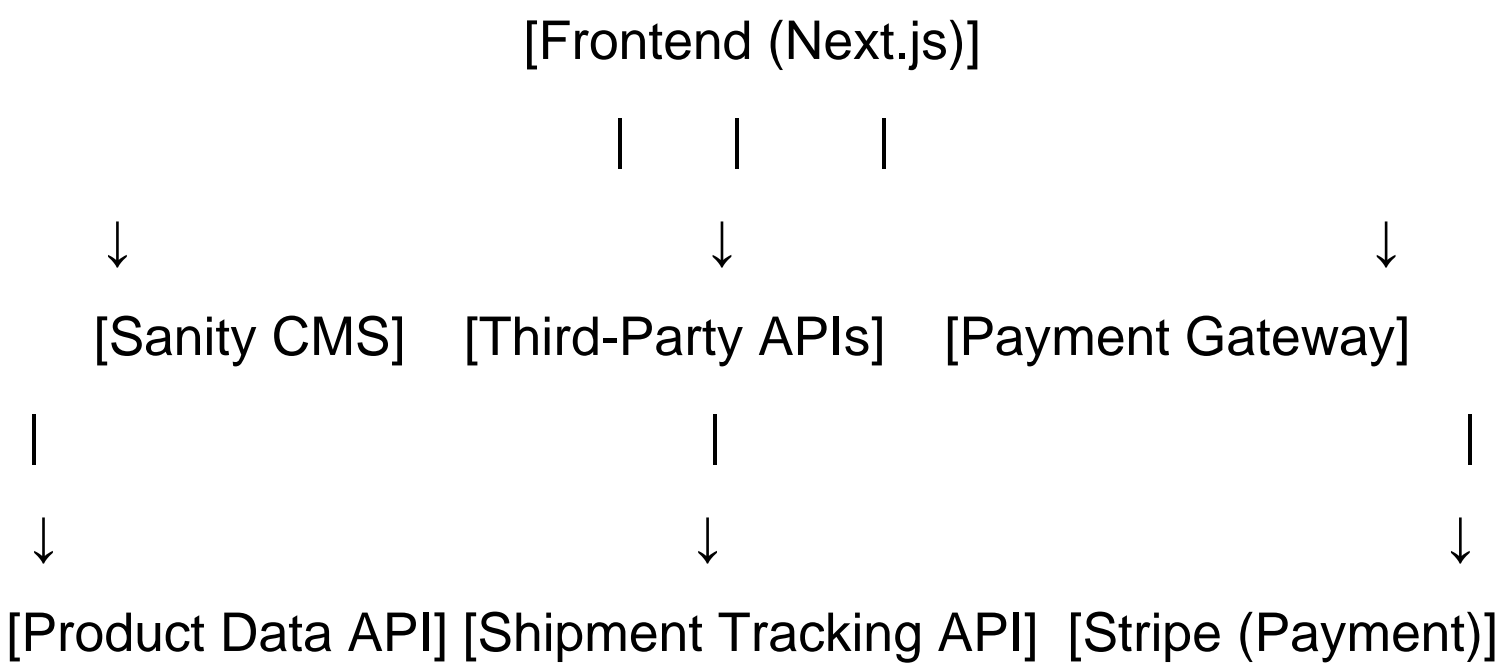 [Frontend (Next.js)]
| | |
↓ ↓ ↓
[Sanity CMS] [Third-Party APIs] [Payment Gateway]
| | |
↓ ↓ ↓
[Product Data API] [Shipment Tracking API] [Stripe (Payment)]